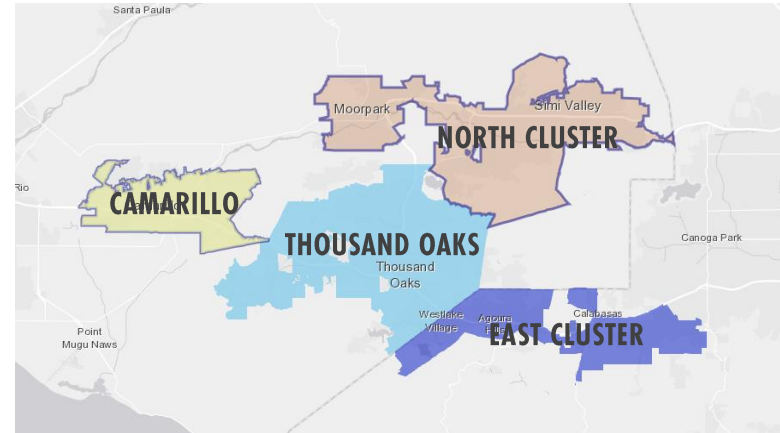 Santa Paula
Moorpark
Simi Valley
NORTH CLUSTER
Rio
CAMARILLO
THOUSAND OAKS
Thousand
Oaks
Canoga Park
Westlake
Village
Agoura
Calabasas
EAST CLUSTER
Point
Mugu Naws